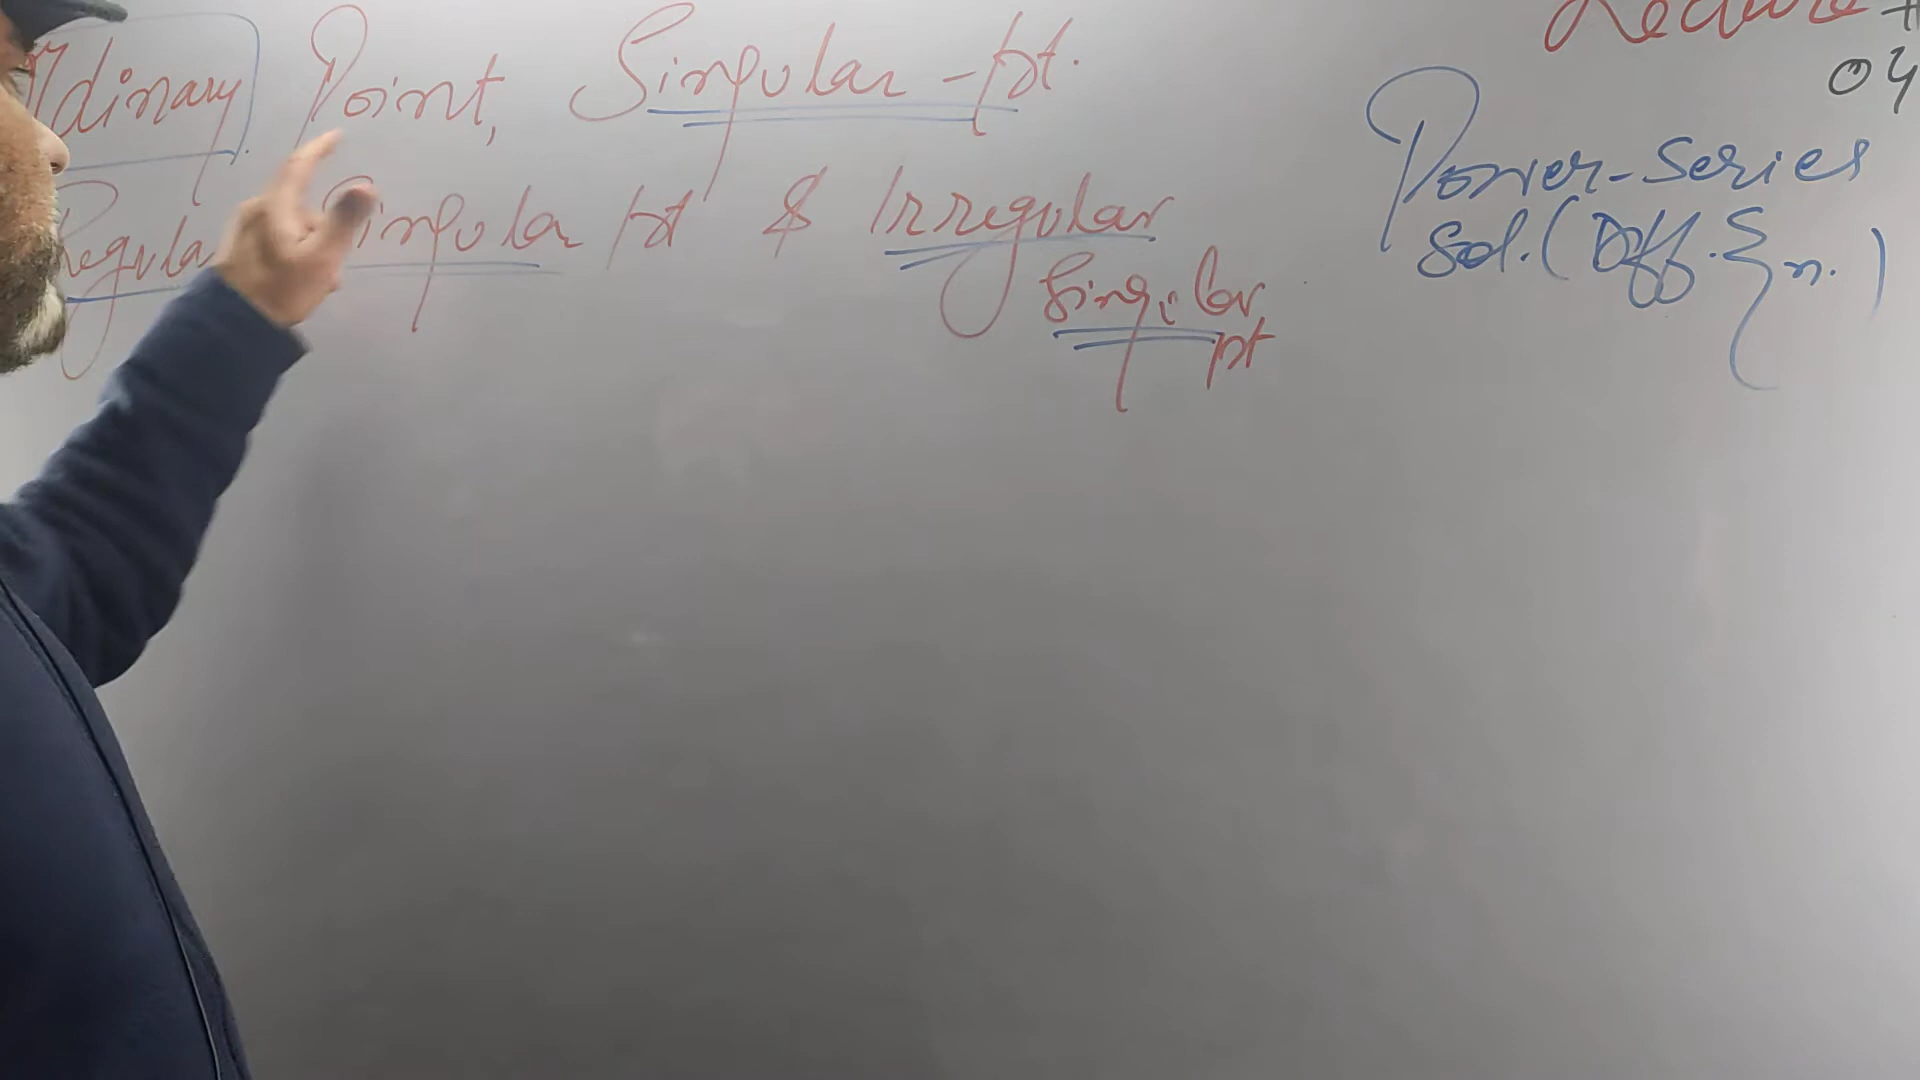 Ordinary Point, Singular-pt.
Regular Singular pt & Irregular
Singular
pt
Lecture #
04
Power-Series
Sol. (Diff. Eqn.)